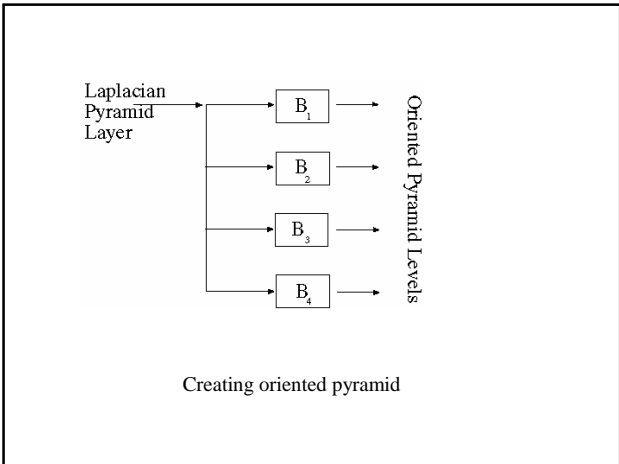 Laplacian
Pyramid
Layer
B1
B2
B3
B4
Oriented Pyramid Levels
Creating oriented pyramid